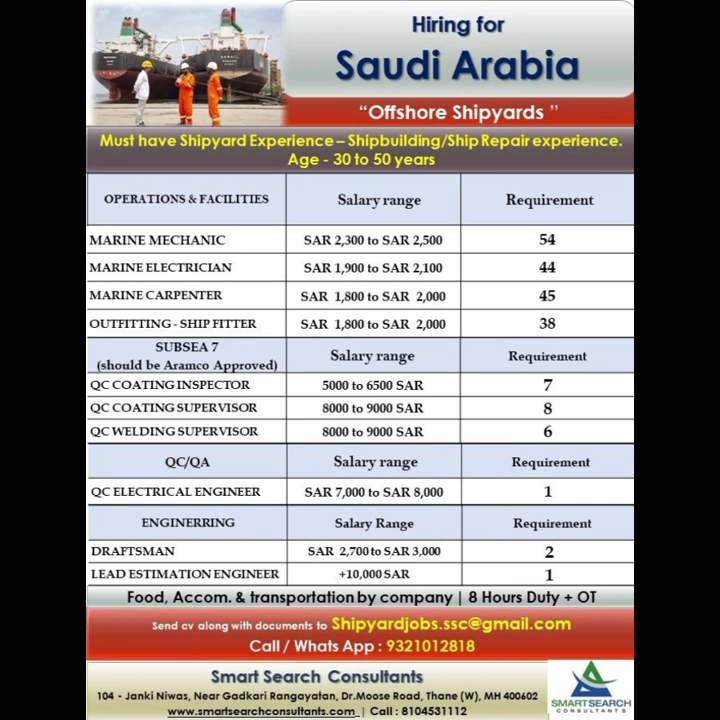 Hiring for
Saudi Arabia
"Offshore Shipyards "
Must have Shipyard Experience – Shipbuilding/Ship Repair experience.
Age - 30 to 50 years
OPERATIONS & FACILITIES Salary range Requirement
MARINE MECHANIC SAR 2,300 to SAR 2,500 54
MARINE ELECTRICIAN SAR 1,900 to SAR 2,100 44
MARINE CARPENTER SAR 1,800 to SAR 2,000 45
OUTFITTING - SHIP FITTER SAR 1,800 to SAR 2,000 38
SUBSEA 7
(should be Aramco Approved) Salary range Requirement
QC COATING INSPECTOR 5000 to 6500 SAR 7
QC COATING SUPERVISOR 8000 to 9000 SAR 8
QC WELDING SUPERVISOR 8000 to 9000 SAR 6
QC/QA Salary range Requirement
QC ELECTRICAL ENGINEER SAR 7,000 to SAR 8,000 1
ENGINERRING Salary Range Requirement
DRAFTSMAN SAR 2,700 to SAR 3,000 2
LEAD ESTIMATION ENGINEER +10,000 SAR 1
Food, Accom. & transportation by company | 8 Hours Duty + OT
Send cv along with documents to Shipyardjobs.ssc@gmail.com
Call / Whats App : 9321012818
Smart Search Consultants
104 - Janki Niwas, Near Gadkari Rangayatan, Dr.Moose Road, Thane (W), MH 400602
www.smartsearchconsultants.com | Call : 8104531112
SMARTSEARCH
CONSULTANTS